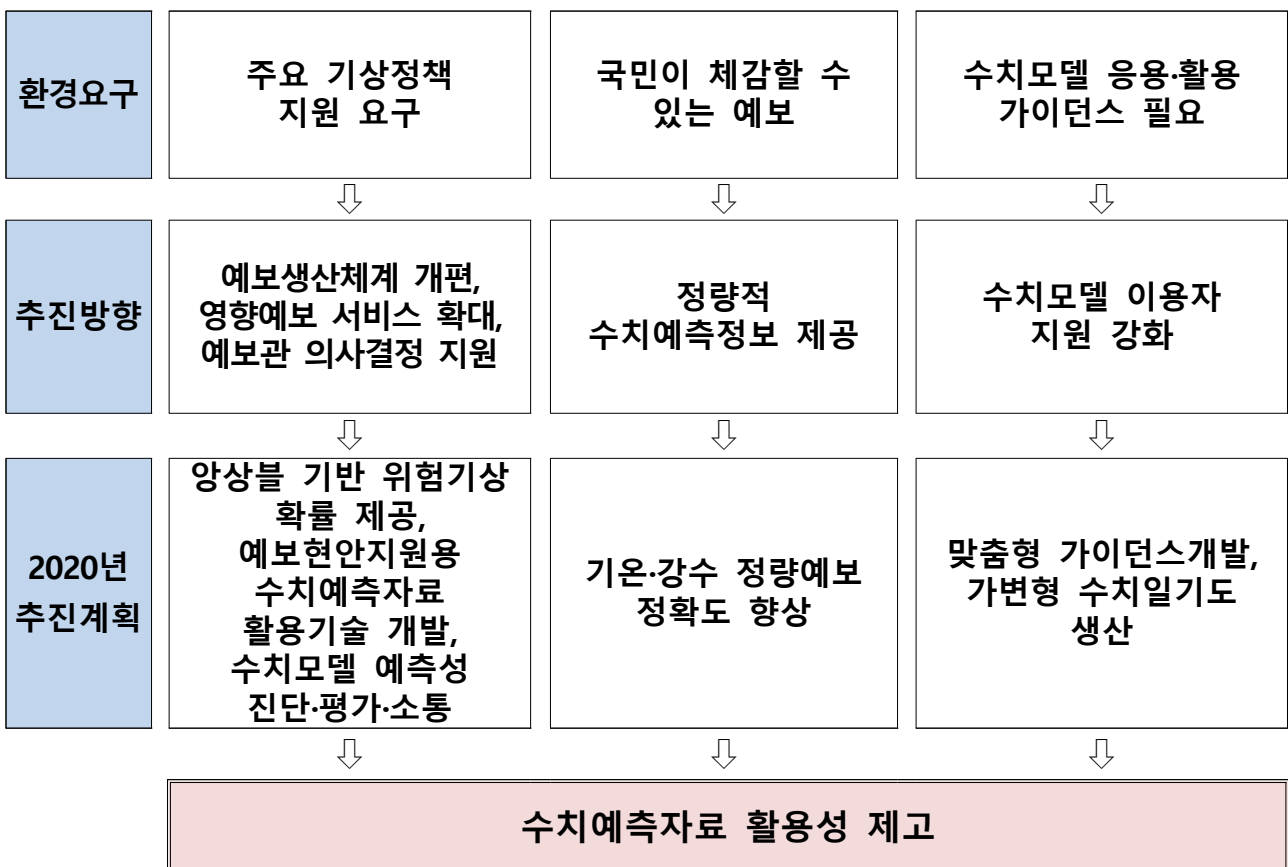 환경요구
주요 기상정책
지원 요구
국민이 체감할 수
있는 예보
수치모델 응용·활용
가이던스 필요
추진방향
예보생산체계 개편,
영향예보 서비스 확대,
예보관 의사결정 지원
정량적
수치예측정보 제공
수치모델 이용자
지원 강화
2020년
추진계획
앙상블 기반 위험기상
확률 제공,
예보현안지원용
수치예측자료
활용기술 개발,
수치모델 예측성
진단·평가·소통
기온·강수 정량예보
정확도 향상
맞춤형 가이던스개발,
가변형 수치일기도
생산
수치예측자료 활용성 제고